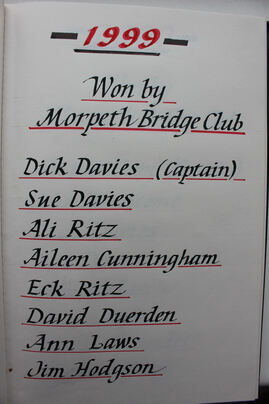 1999
Won by
Morpeth Bridge Club
Dick Davies (Captain)
Sue Davies
Ali Ritz
Aileen Cunningham
Eck Ritz
David Duerden
Ann Laws
Jim Hodgson